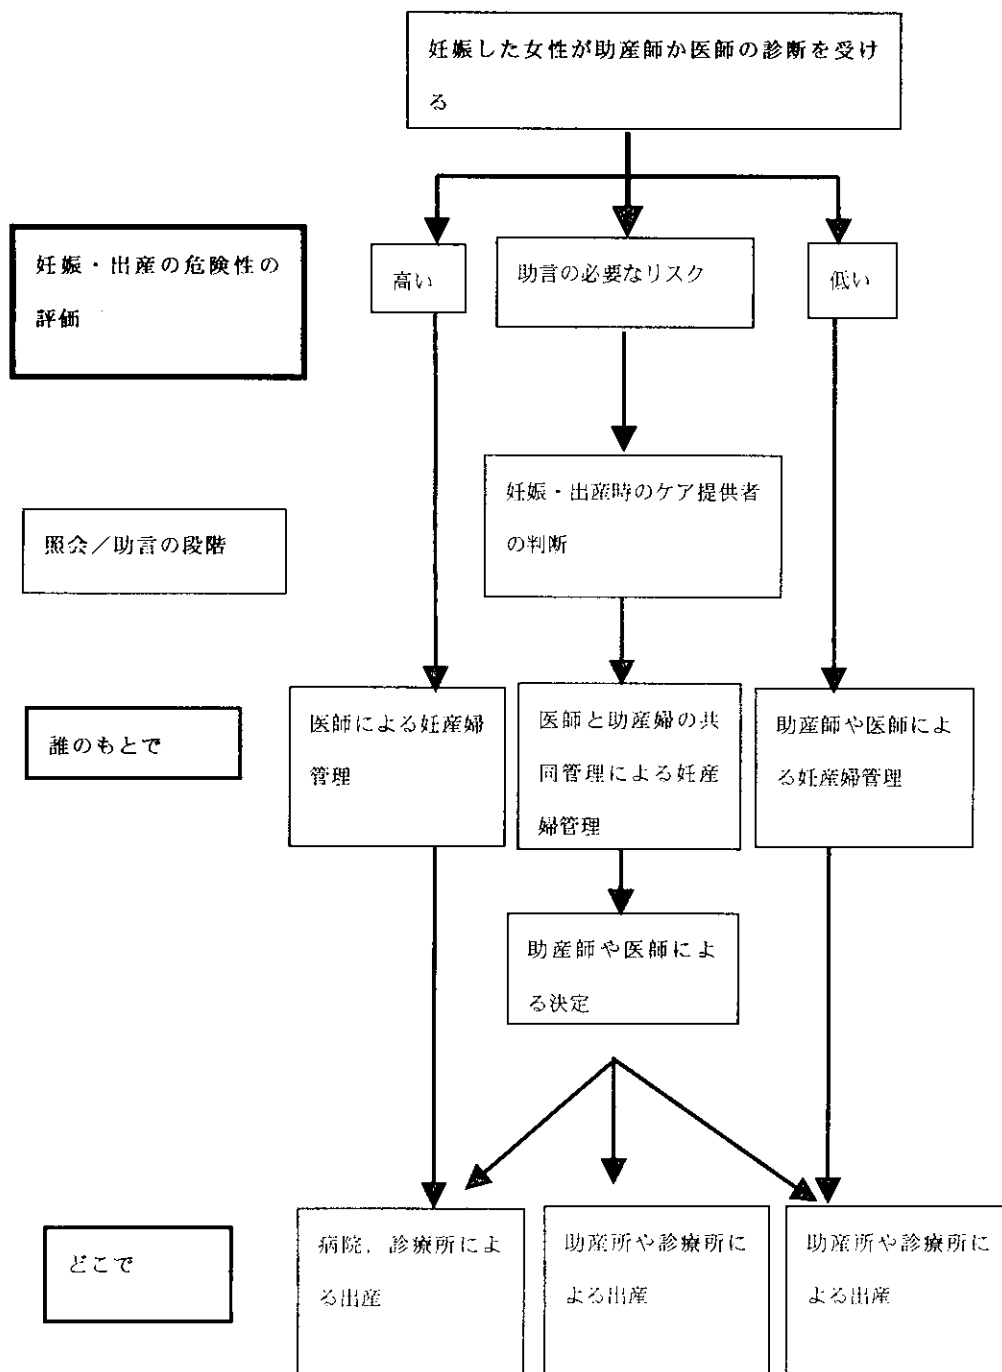 妊娠した女性が助産師か医師の診断を受け
る
妊娠・出産の危険性の
評価
高い
助言の必要なリスク
低い
妊娠・出産時のケア提供者
の判断
照会／助言の段階
誰のもとで
医師による妊産婦
管理
医師と助産婦の共
同管理による妊産
婦管理
助産師や医師によ
る妊産婦管理
助産師や医師によ
る決定
どこで
病院，診療所によ
る出産
助産所や診療所に
よる出産
助産所や診療所に
よる出産